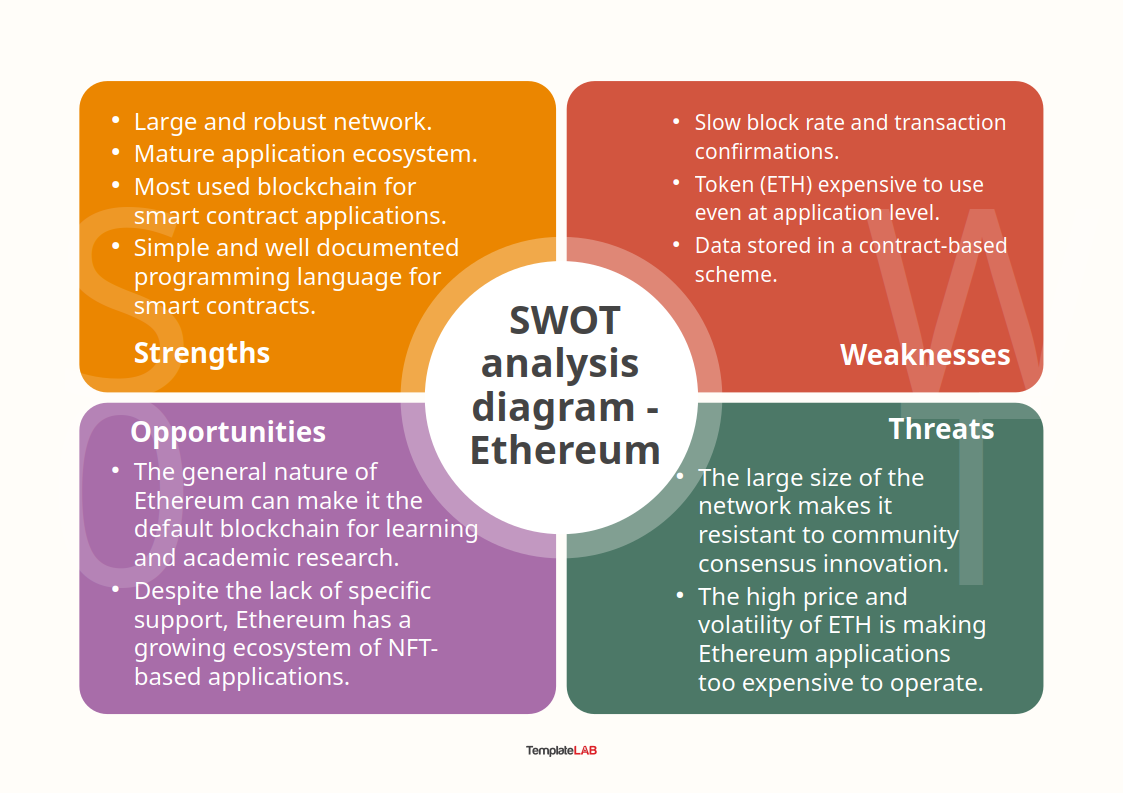 • Large and robust network.
• Mature application ecosystem.
• Most used blockchain for
smart contract applications.
• Simple and well documented
programming language for
smart contracts.
S
Strengths
• Slow block rate and transaction
confirmations.
• Token (ETH) expensive to use
even at application level.
• Data stored in a contract-based
scheme.
W
Weaknesses
SWOT
analysis
diagram -
Ethereum
Opportunities
O
• The general nature of
Ethereum can make it the
default blockchain for learning
and academic research.
• Despite the lack of specific
support, Ethereum has a
growing ecosystem of NFT-
based applications.
Threats
T
• The large size of the
network makes it
resistant to community
consensus innovation.
• The high price and
volatility of ETH is making
Ethereum applications
too expensive to operate.
TemplateLAB